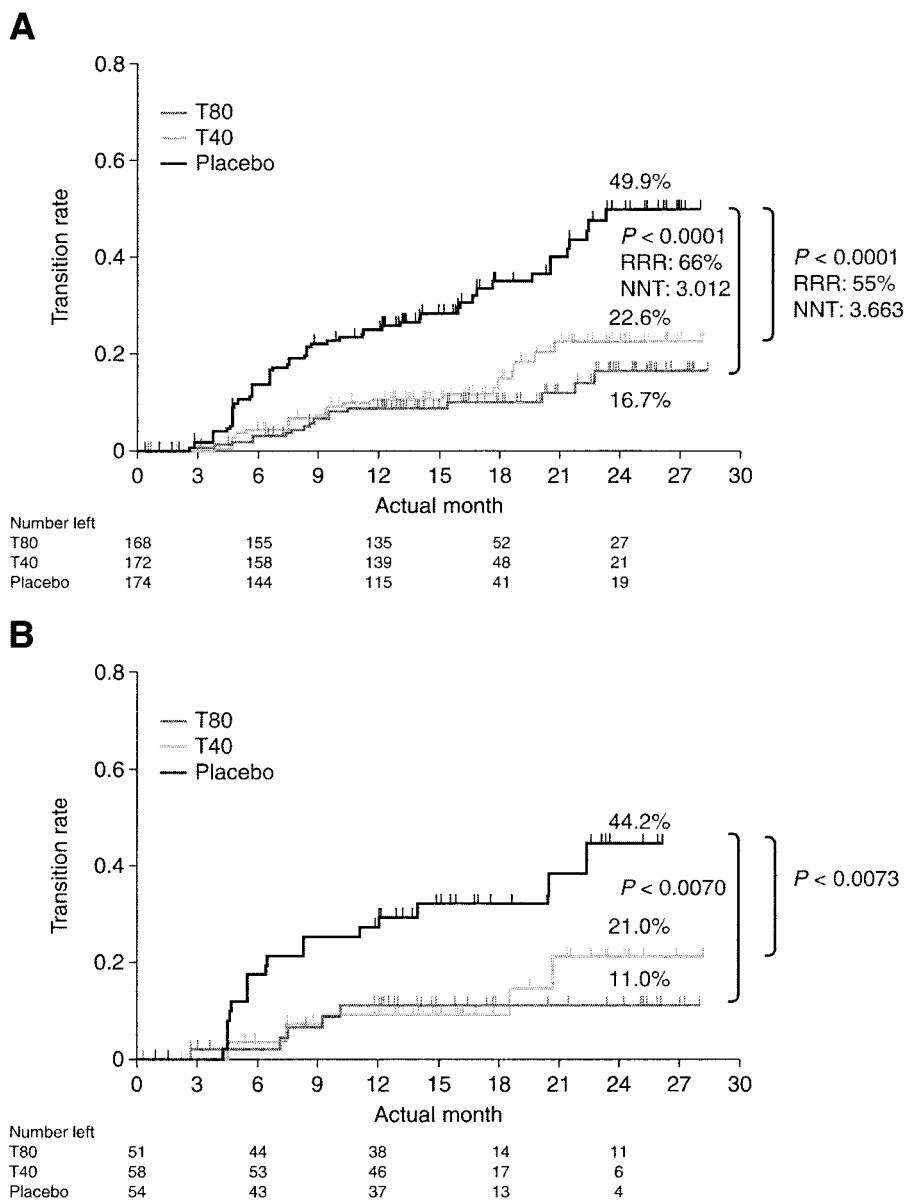 A
0.8
0.6
0.4
0.2
0
Transition rate
T80
T40
Placebo
49.9%
P < 0.0001
RRR: 66%
NNT: 3.012
22.6%
16.7%
P < 0.0001
RRR: 55%
NNT: 3.663
0 3 6 9 12 15 18 21 24 27 30
Actual month
Number left
T80 168 155 135 52 27
T40 172 158 139 48 21
Placebo 174 144 115 41 19
B
0.8
0.6
0.4
0.2
0
Transition rate
T80
T40
Placebo
44.2%
P < 0.0070
21.0%
11.0%
P < 0.0073
0 3 6 9 12 15 18 21 24 27 30
Actual month
Number left
T80 51 44 38 14 11
T40 58 53 46 17 6
Placebo 54 43 37 13 4